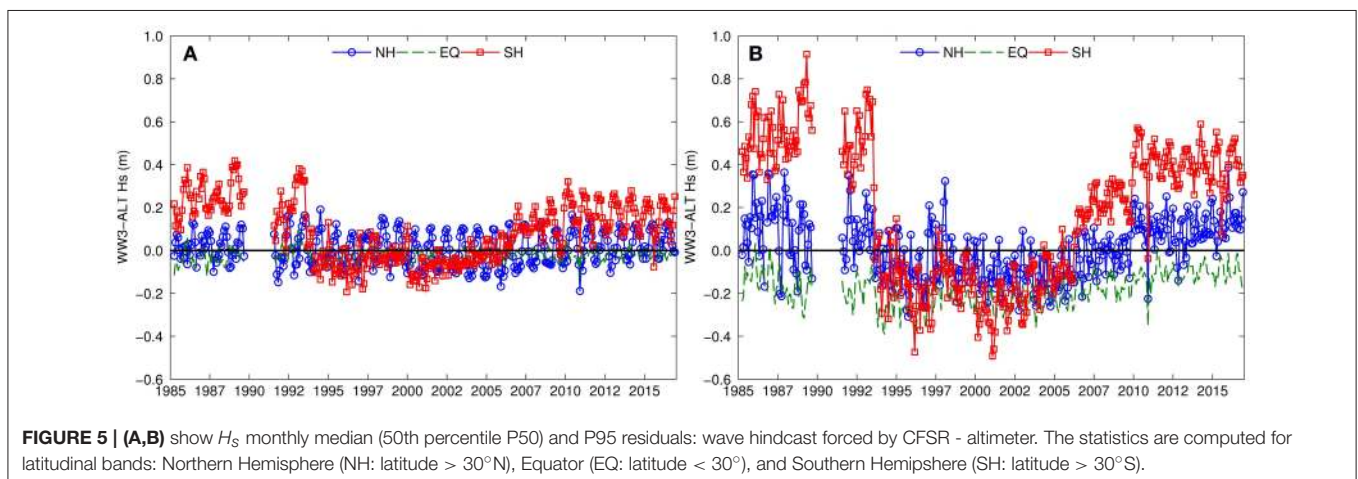 A
NH EQ SH
WW3-ALT Hs (m)
1.0
0.8
0.6
0.4
0.2
0.0
−0.2
−0.4
−0.6
1985 1987 1990 1992 1995 1997 2000 2002 2005 2007 2010 2012 2015
B
NH EQ SH
WW3-ALT Hs (m)
1.0
0.8
0.6
0.4
0.2
0.0
−0.2
−0.4
−0.6
1985 1987 1990 1992 1995 1997 2000 2002 2005 2007 2010 2012 2015
FIGURE 5 | (A,B) show Hs monthly median (50th percentile P50) and P95 residuals: wave hindcast forced by CFSR - altimeter. The statistics are computed for
latitudinal bands: Northern Hemisphere (NH: latitude > 30°N), Equator (EQ: latitude < 30°), and Southern Hemipshere (SH: latitude > 30°S).